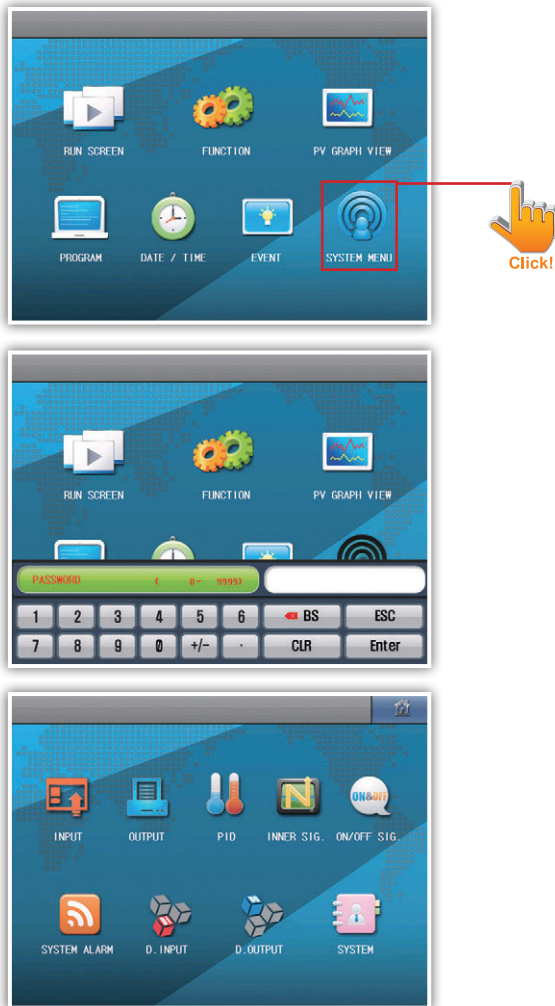 RUN SCREEN FUNCTION PV GRAPH VIEW
PROGRAM DATE / TIME EVENT SYSTEM MENU
Click!
RUN SCREEN FUNCTION PV GRAPH VIEW
PASSWORD ( 0~ 9999)
1 2 3 4 5 6 BS ESC
7 8 9 0 +/- . CLR Enter
ON&OFF
INPUT OUTPUT PID INNER SIG. ON/OFF SIG.
SYSTEM ALARM D.INPUT D.OUTPUT SYSTEM